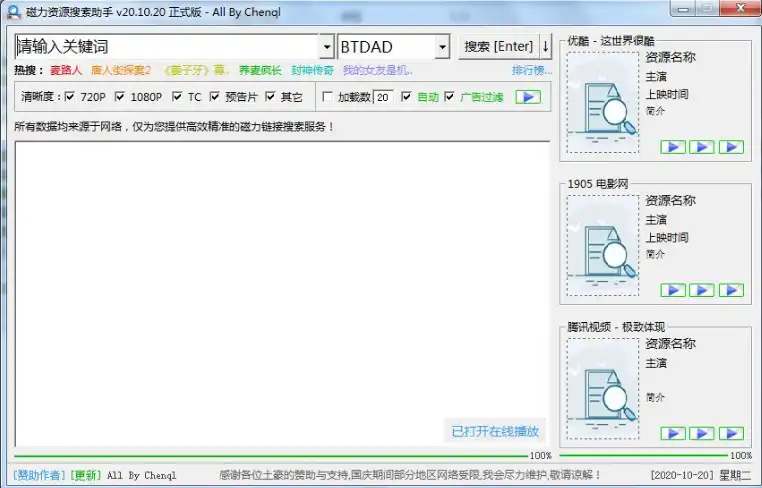 磁力资源搜索助手 v20.10.20 正式版 - All By Chenql
请输入关键词 BTDAD 搜索 [Enter] ↓
热搜： 麦路人 唐人街探案2 《姜子牙》幕.. 荞麦疯长 封神传奇 我的女友是机.. 排行榜...
清晰度： 720P 1080P TC 预告片 其它 加载数 20 自动 广告过滤
所有数据均来源于网络，仅为您提供高效精准的磁力链接搜索服务！
已打开在线播放
100%
优酷 - 这世界很酷
资源名称
主演
上映时间
简介
1905 电影网
资源名称
主演
上映时间
简介
腾讯视频 - 极致体现
资源名称
主演
简介
100%
[赞助作者] [更新] All By Chenql 感谢各位土豪的赞助与支持,国庆期间部分地区网络受限,我会尽力维护,敬请谅解！ [2020-10-20] 星期二